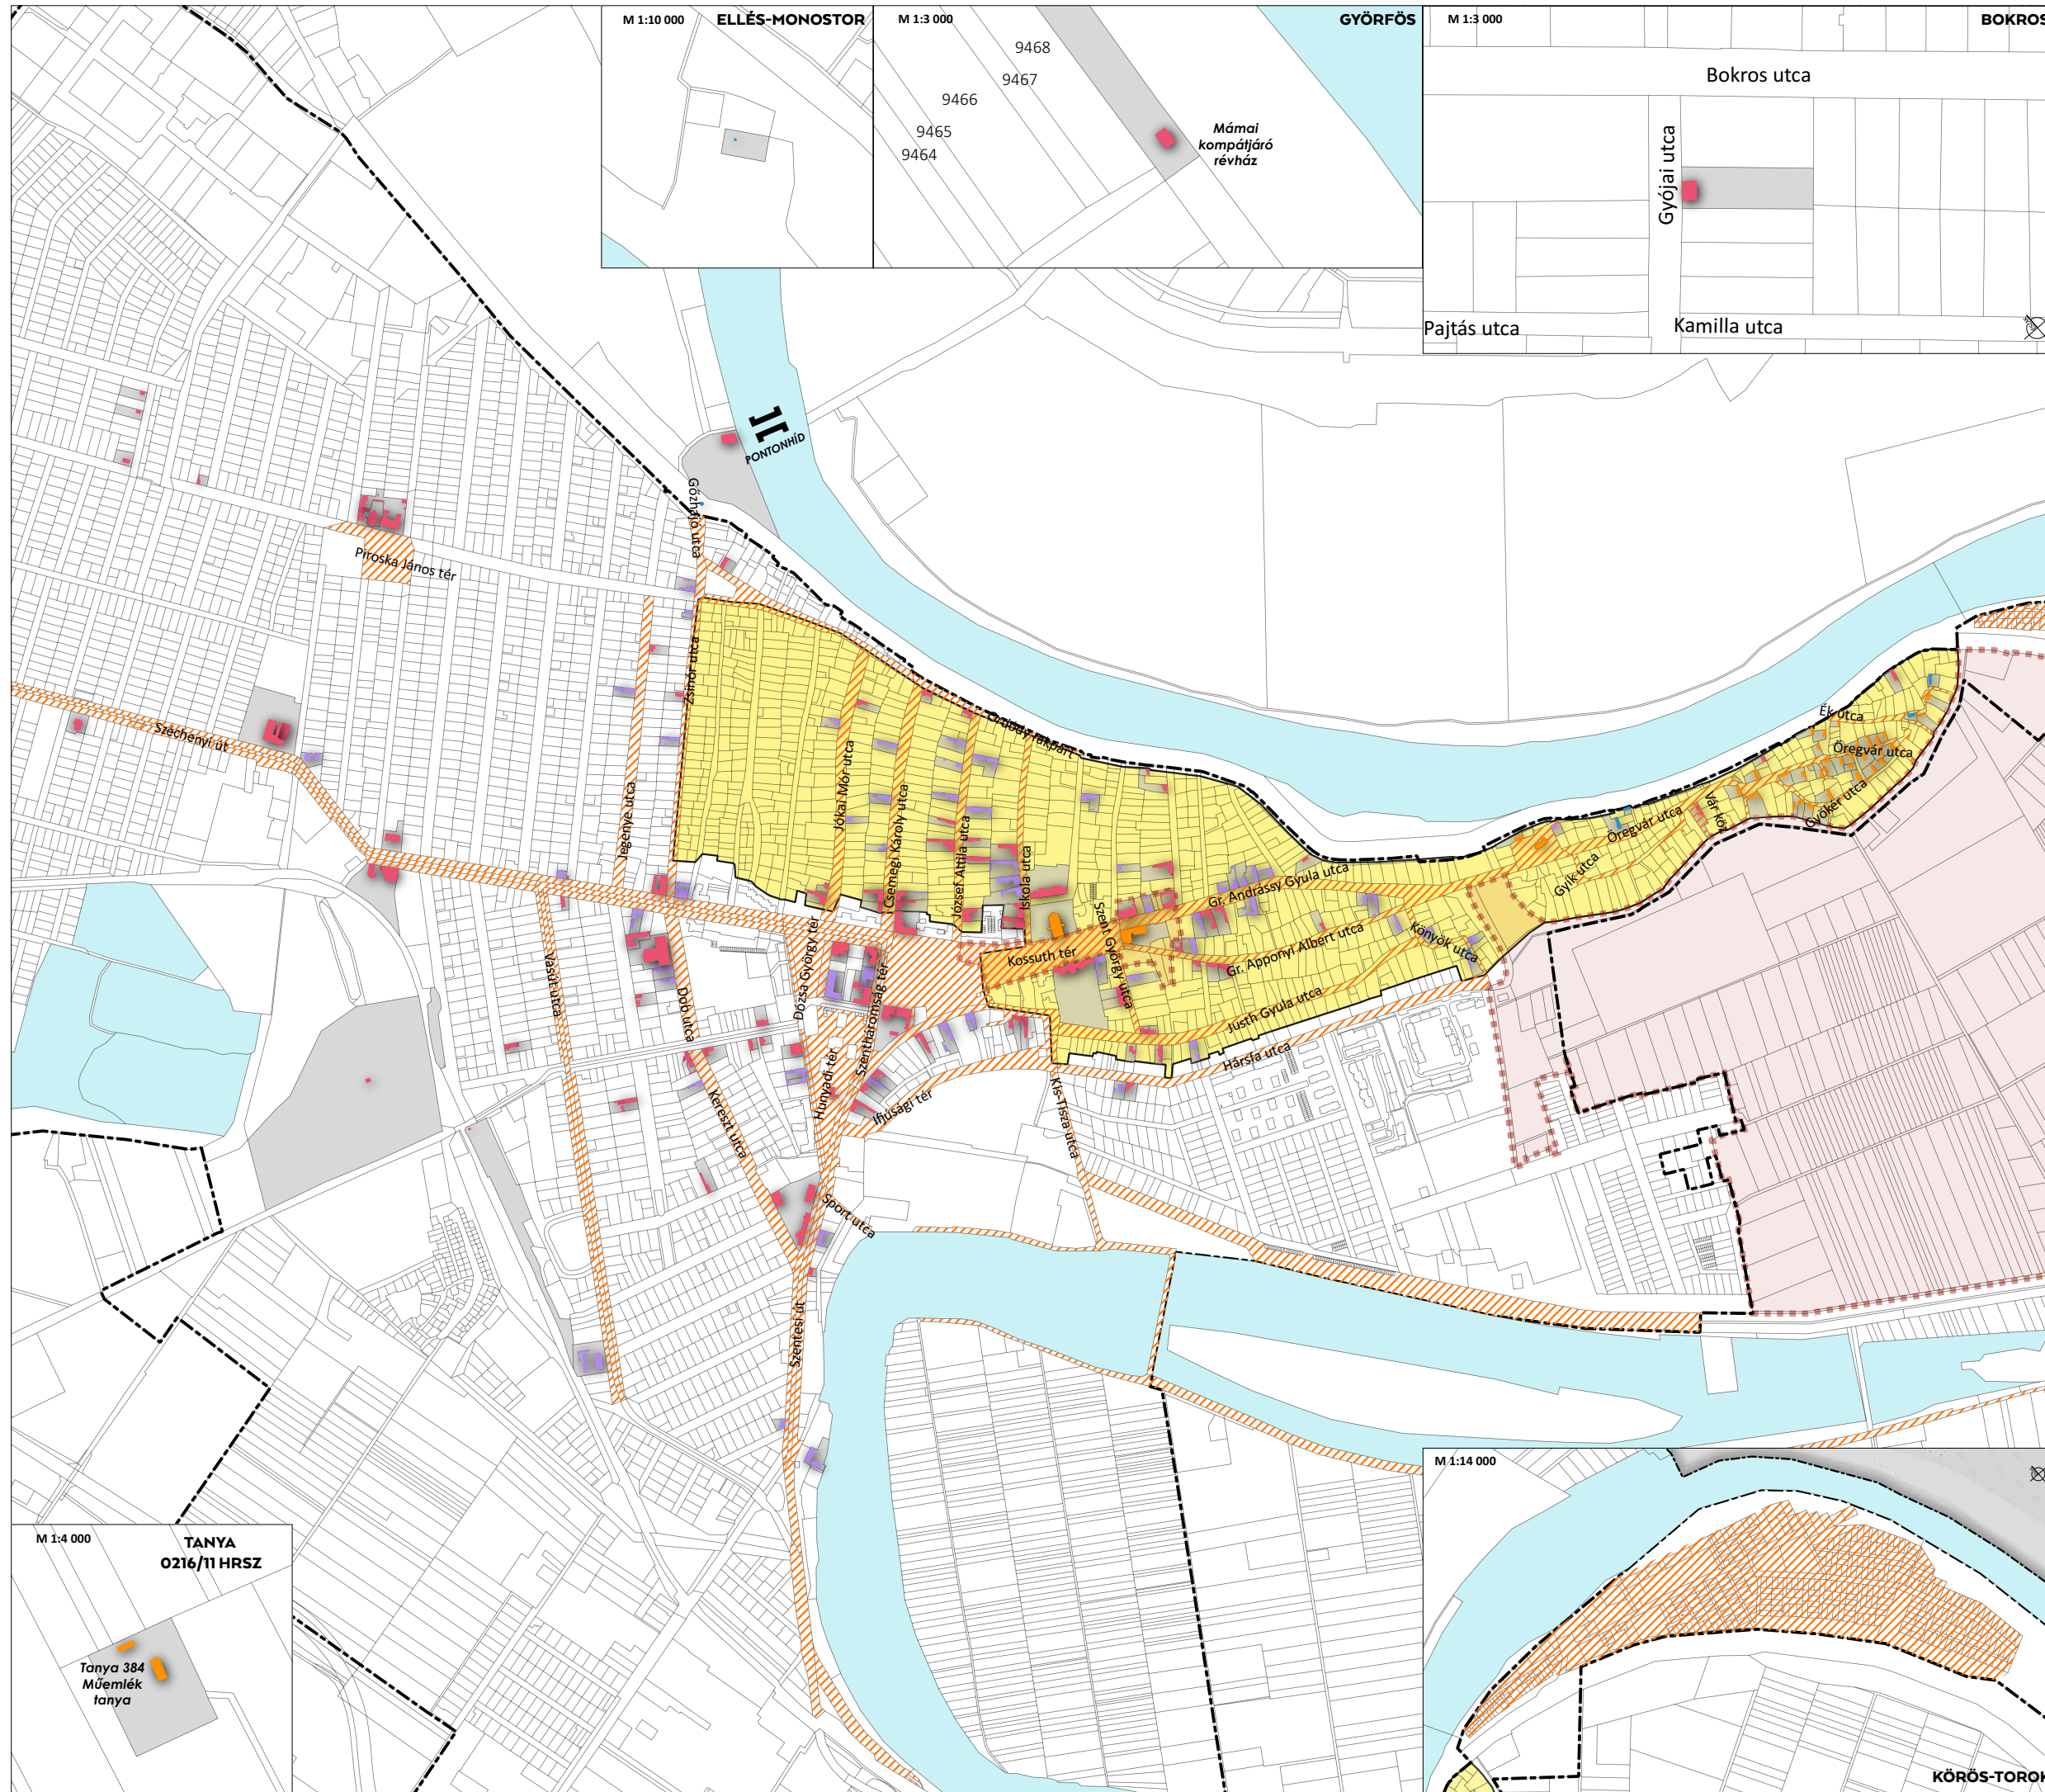 M 1:10 000
ELLÉS-MONOSTOR
M 1:3 000
GYÖRFÖS
9468
9467
9466
9465
9464
Mámai
kompátjáró
révház
M 1:3 000
BOKROS
Bokros utca
Gyójai utca
Pajtás utca
Kamilla utca
PONTONHÍD
Gőzhajó utca
Piroska János tér
Zsinór utca
Széchenyi út
Jegenye utca
Jókai Mór utca
Csemegi Károly utca
József Attila utca
Iskola utca
Ék utca
Öregvár utca
Gyökér utca
Vár köz
Öregvár utca
Gyík utca
Gr. Andrássy Gyula utca
Szent György utca
Gr. Apponyi Albert utca
Könyök utca
Kossuth tér
Justh Gyula utca
Hársfa utca
Vasút utca
Dob utca
Dózsa György tér
Szentháromság tér
Hunyadi tér
Ifjúsági tér
Kereszt utca
Kis Tisza utca
Sport utca
Szentesi út
M 1:4 000
TANYA
0216/11 HRSZ
Tanya 384
Műemlék
tanya
M 1:14 000
KÖRÖS-TOROK